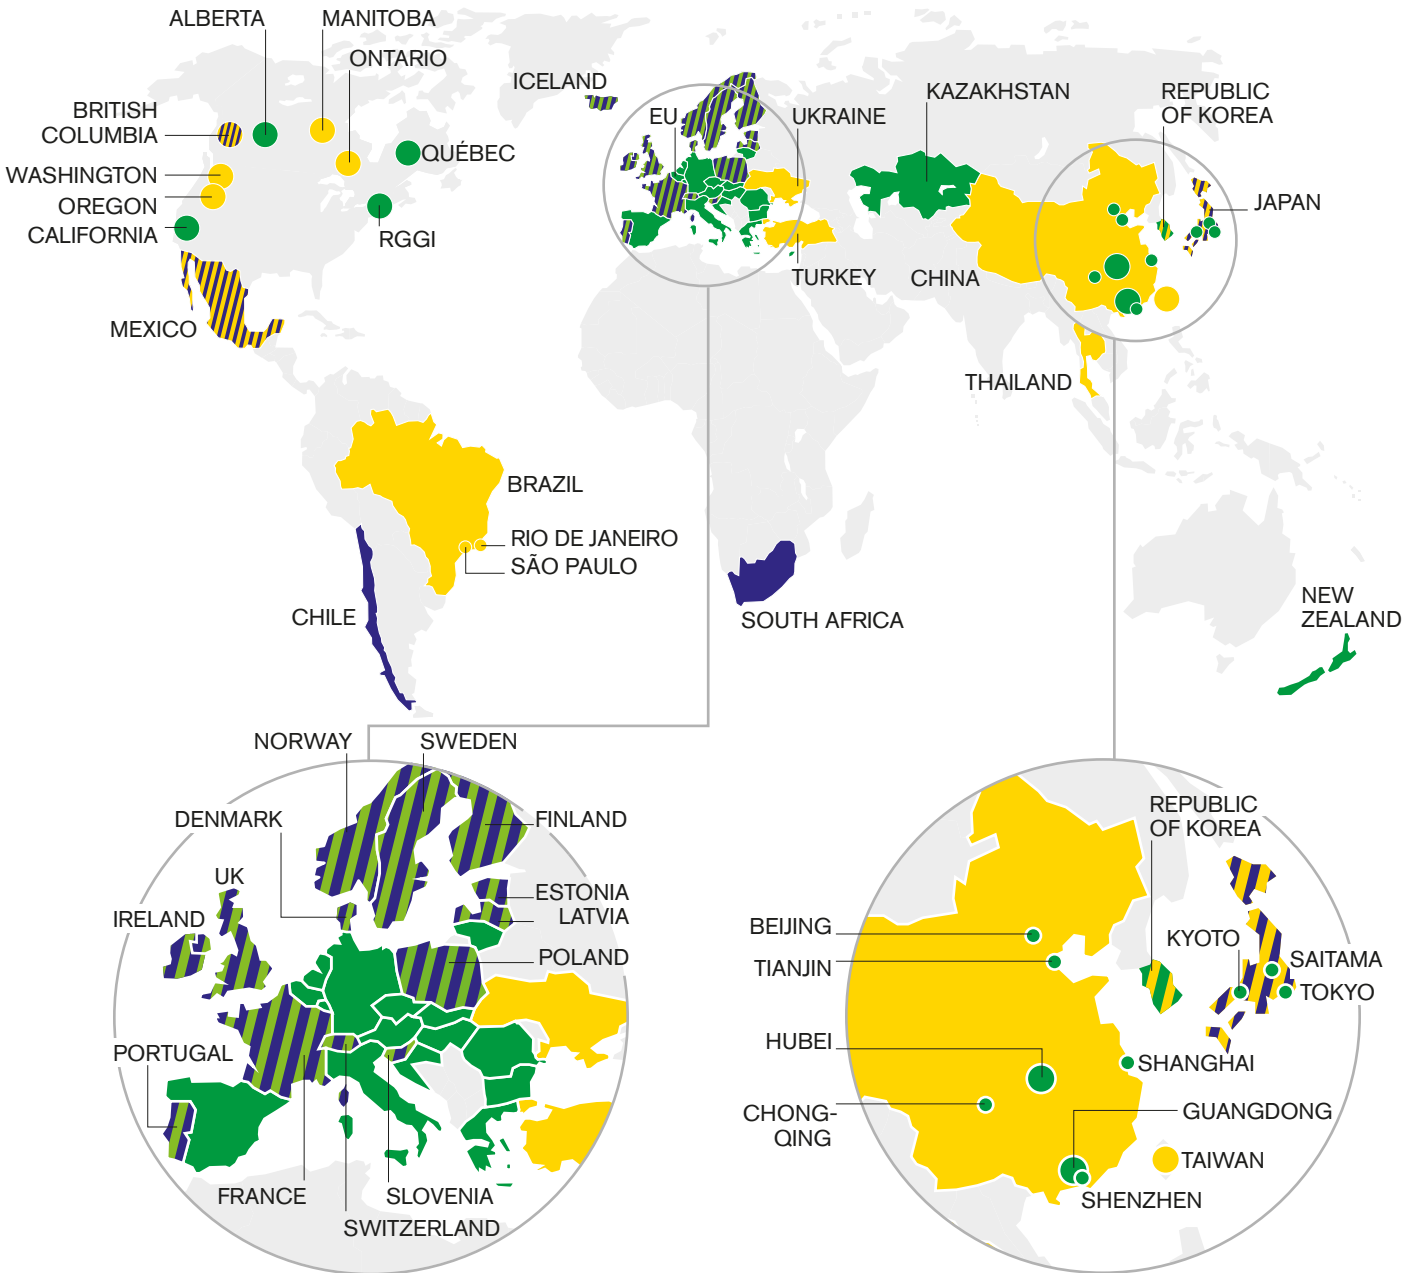 ALBERTA
MANITOBA
ONTARIO
BRITISH
COLUMBIA
WASHINGTON
OREGON
CALIFORNIA
QUÉBEC
RGGI
MEXICO
ICELAND
EU
UKRAINE
TURKEY
KAZAKHSTAN
REPUBLIC
OF KOREA
JAPAN
CHINA
THAILAND
BRAZIL
RIO DE JANEIRO
SÃO PAULO
CHILE
SOUTH AFRICA
NEW
ZEALAND
NORWAY
SWEDEN
DENMARK
FINLAND
UK
ESTONIA
IRELAND
LATVIA
POLAND
PORTUGAL
FRANCE
SLOVENIA
SWITZERLAND
REPUBLIC
OF KOREA
BEIJING
KYOTO
TIANJIN
SAITAMA
TOKYO
HUBEI
SHANGHAI
CHONG-
QING
GUANGDONG
TAIWAN
SHENZHEN